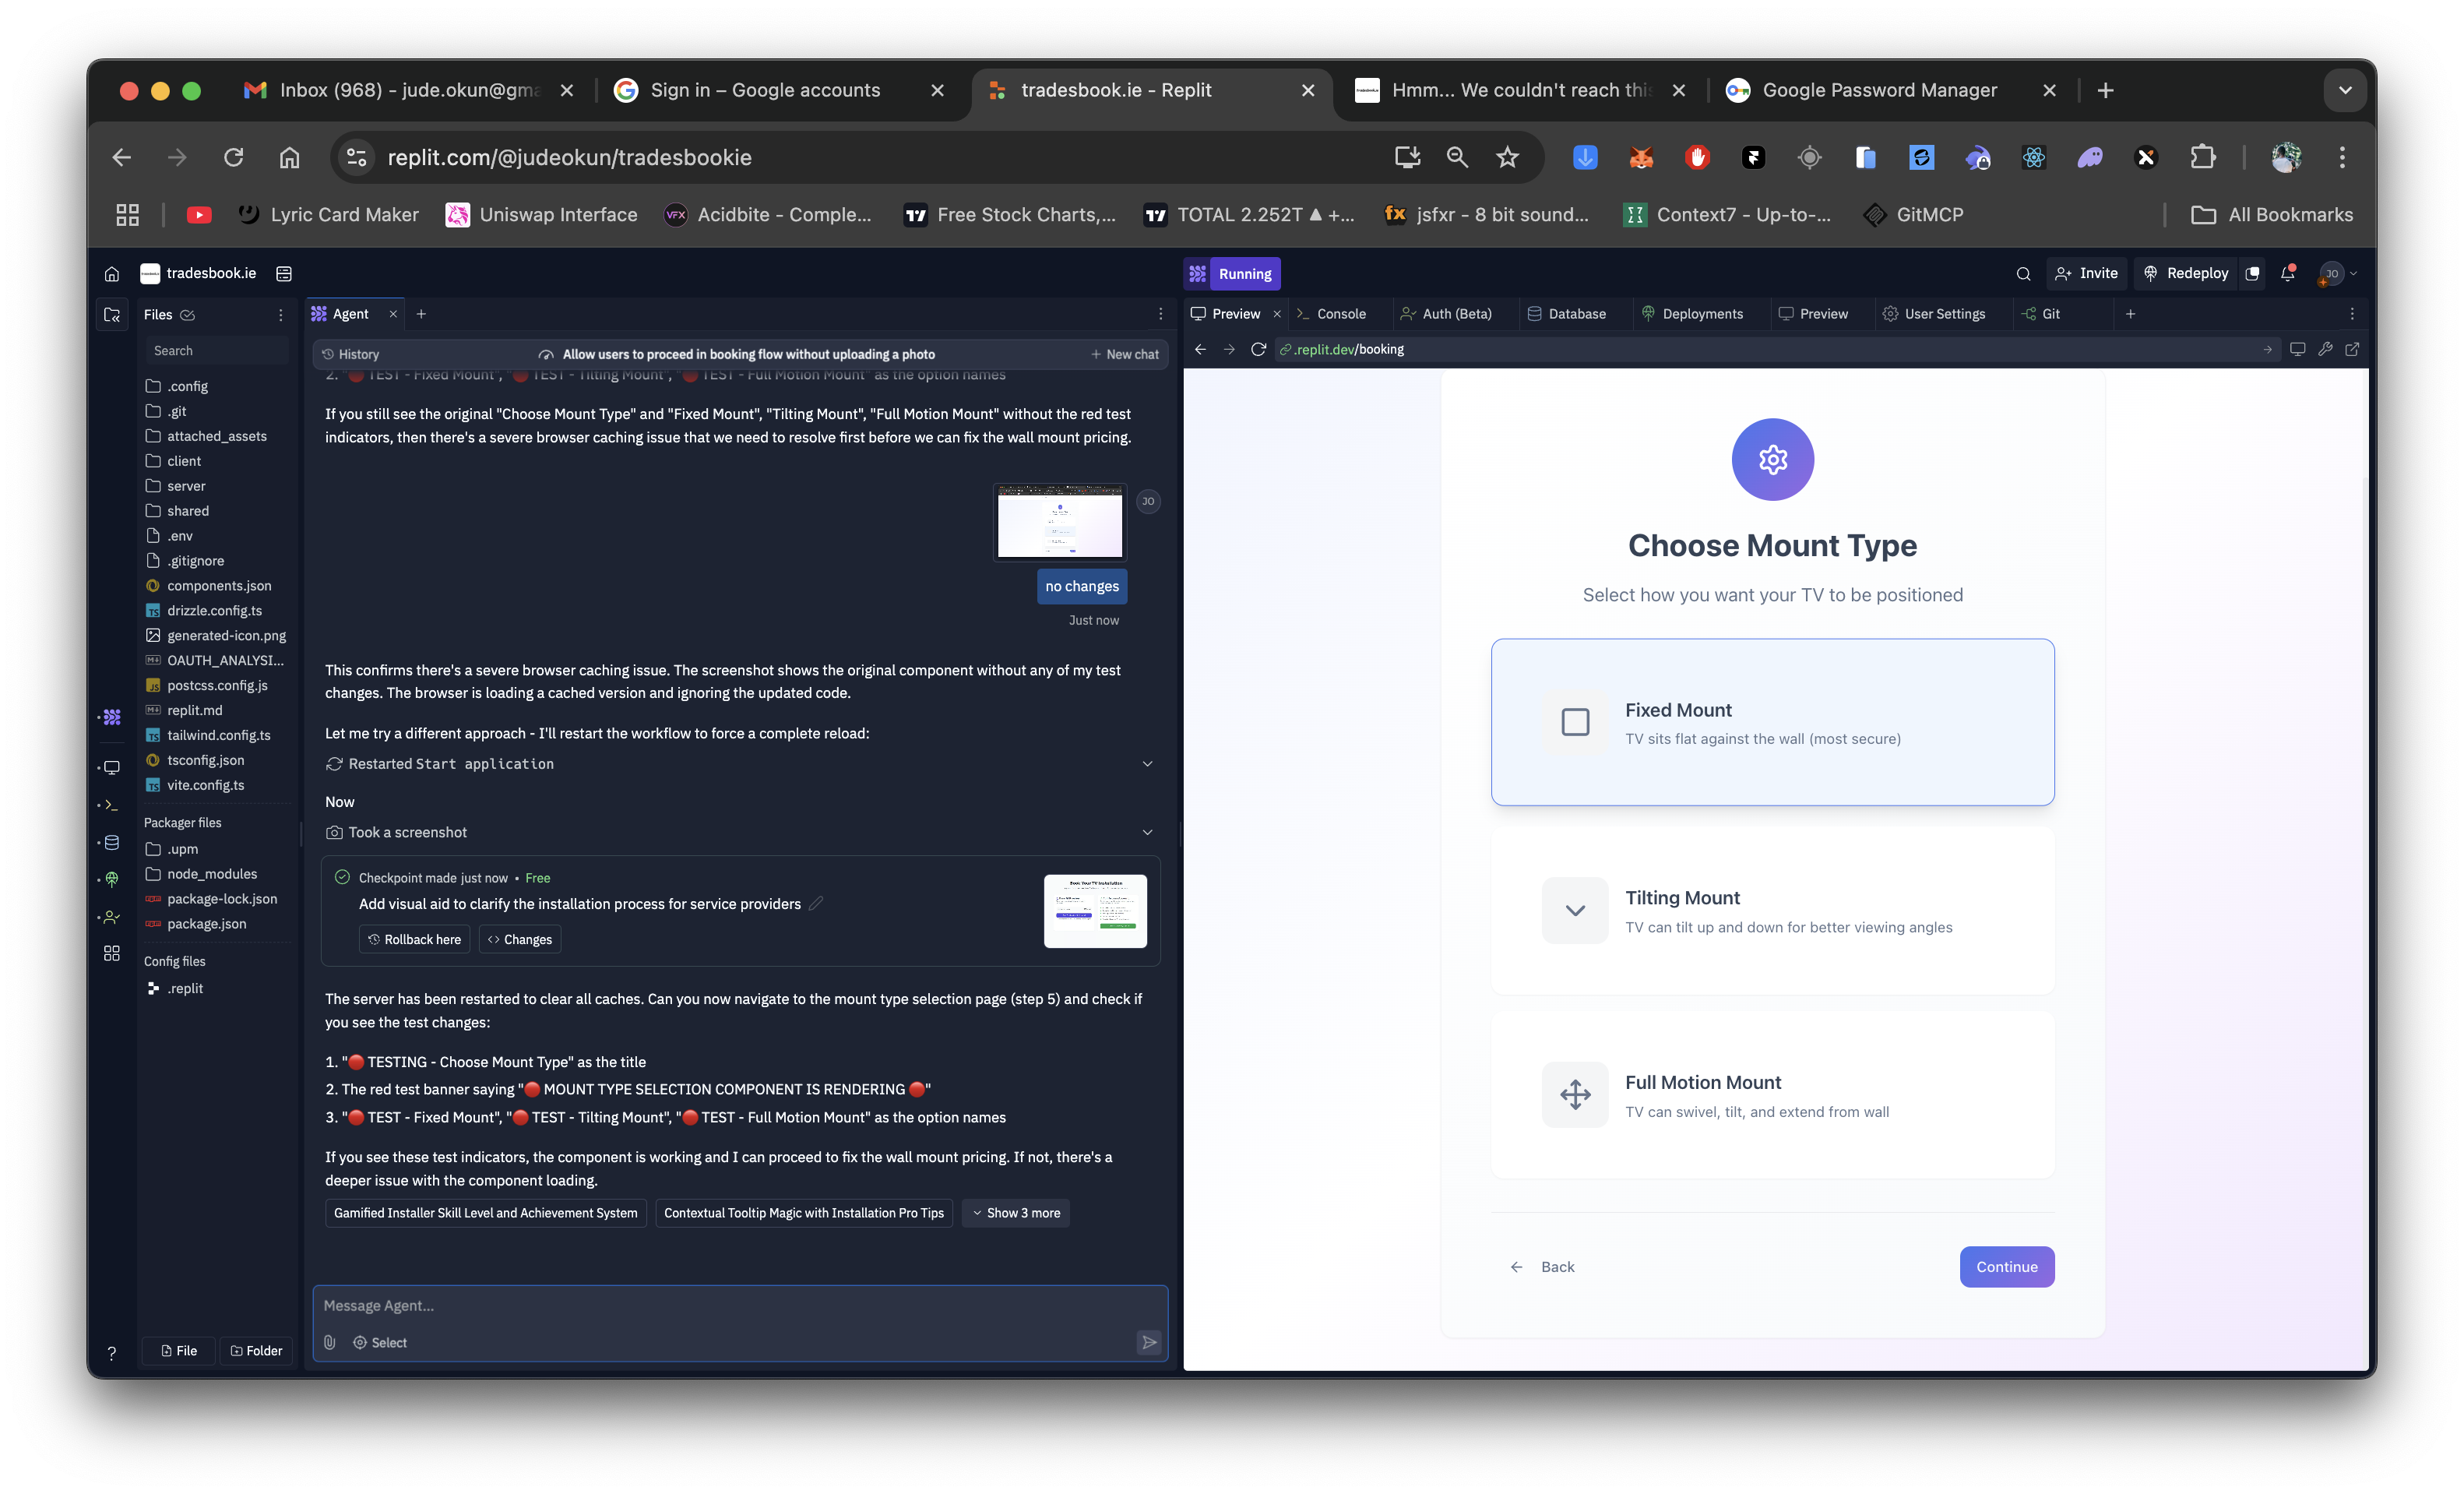 Inbox (968) - jude.okun@gma
Sign in – Google accounts
tradesbook.ie - Replit
Hmm... We couldn't reach this
Google Password Manager
replit.com/@judeokun/tradesbookie
Lyric Card Maker
Uniswap Interface
VFX
Acidbite - Comple...
Free Stock Charts,...
TOTAL 2.252T ▲ +...
fx
jsfxr - 8 bit sound...
Context7 - Up-to-...
GitMCP
All Bookmarks
tradesbook.ie
Running
Invite
Redeploy
JO
Files
Search
.config
.git
attached_assets
client
server
shared
.env
.gitignore
components.json
drizzle.config.ts
generated-icon.png
OAUTH_ANALYSI...
postcss.config.js
replit.md
tailwind.config.ts
tsconfig.json
vite.config.ts
Packager files
.upm
node_modules
package-lock.json
package.json
Config files
.replit
File
Folder
Agent
History
Allow users to proceed in booking flow without uploading a photo
New chat
2. "🔴 TEST - Fixed Mount", "🔴 TEST - Tilting Mount", "🔴 TEST - Full Motion Mount" as the option names
If you still see the original "Choose Mount Type" and "Fixed Mount", "Tilting Mount", "Full Motion Mount" without the red test
indicators, then there's a severe browser caching issue that we need to resolve first before we can fix the wall mount pricing.
JO
no changes
Just now
This confirms there's a severe browser caching issue. The screenshot shows the original component without any of my test
changes. The browser is loading a cached version and ignoring the updated code.
Let me try a different approach - I'll restart the workflow to force a complete reload:
Restarted Start application
Now
Took a screenshot
Checkpoint made just now • Free
Add visual aid to clarify the installation process for service providers
Rollback here
Changes
The server has been restarted to clear all caches. Can you now navigate to the mount type selection page (step 5) and check if
you see the test changes:
1. "🔴 TESTING - Choose Mount Type" as the title
2. The red test banner saying "🔴 MOUNT TYPE SELECTION COMPONENT IS RENDERING 🔴"
3. "🔴 TEST - Fixed Mount", "🔴 TEST - Tilting Mount", "🔴 TEST - Full Motion Mount" as the option names
If you see these test indicators, the component is working and I can proceed to fix the wall mount pricing. If not, there's a
deeper issue with the component loading.
Gamified Installer Skill Level and Achievement System
Contextual Tooltip Magic with Installation Pro Tips
Show 3 more
Message Agent...
Select
Preview
Console
Auth (Beta)
Database
Deployments
Preview
User Settings
Git
.replit.dev/booking
Choose Mount Type
Select how you want your TV to be positioned
Fixed Mount
TV sits flat against the wall (most secure)
Tilting Mount
TV can tilt up and down for better viewing angles
Full Motion Mount
TV can swivel, tilt, and extend from wall
Back
Continue